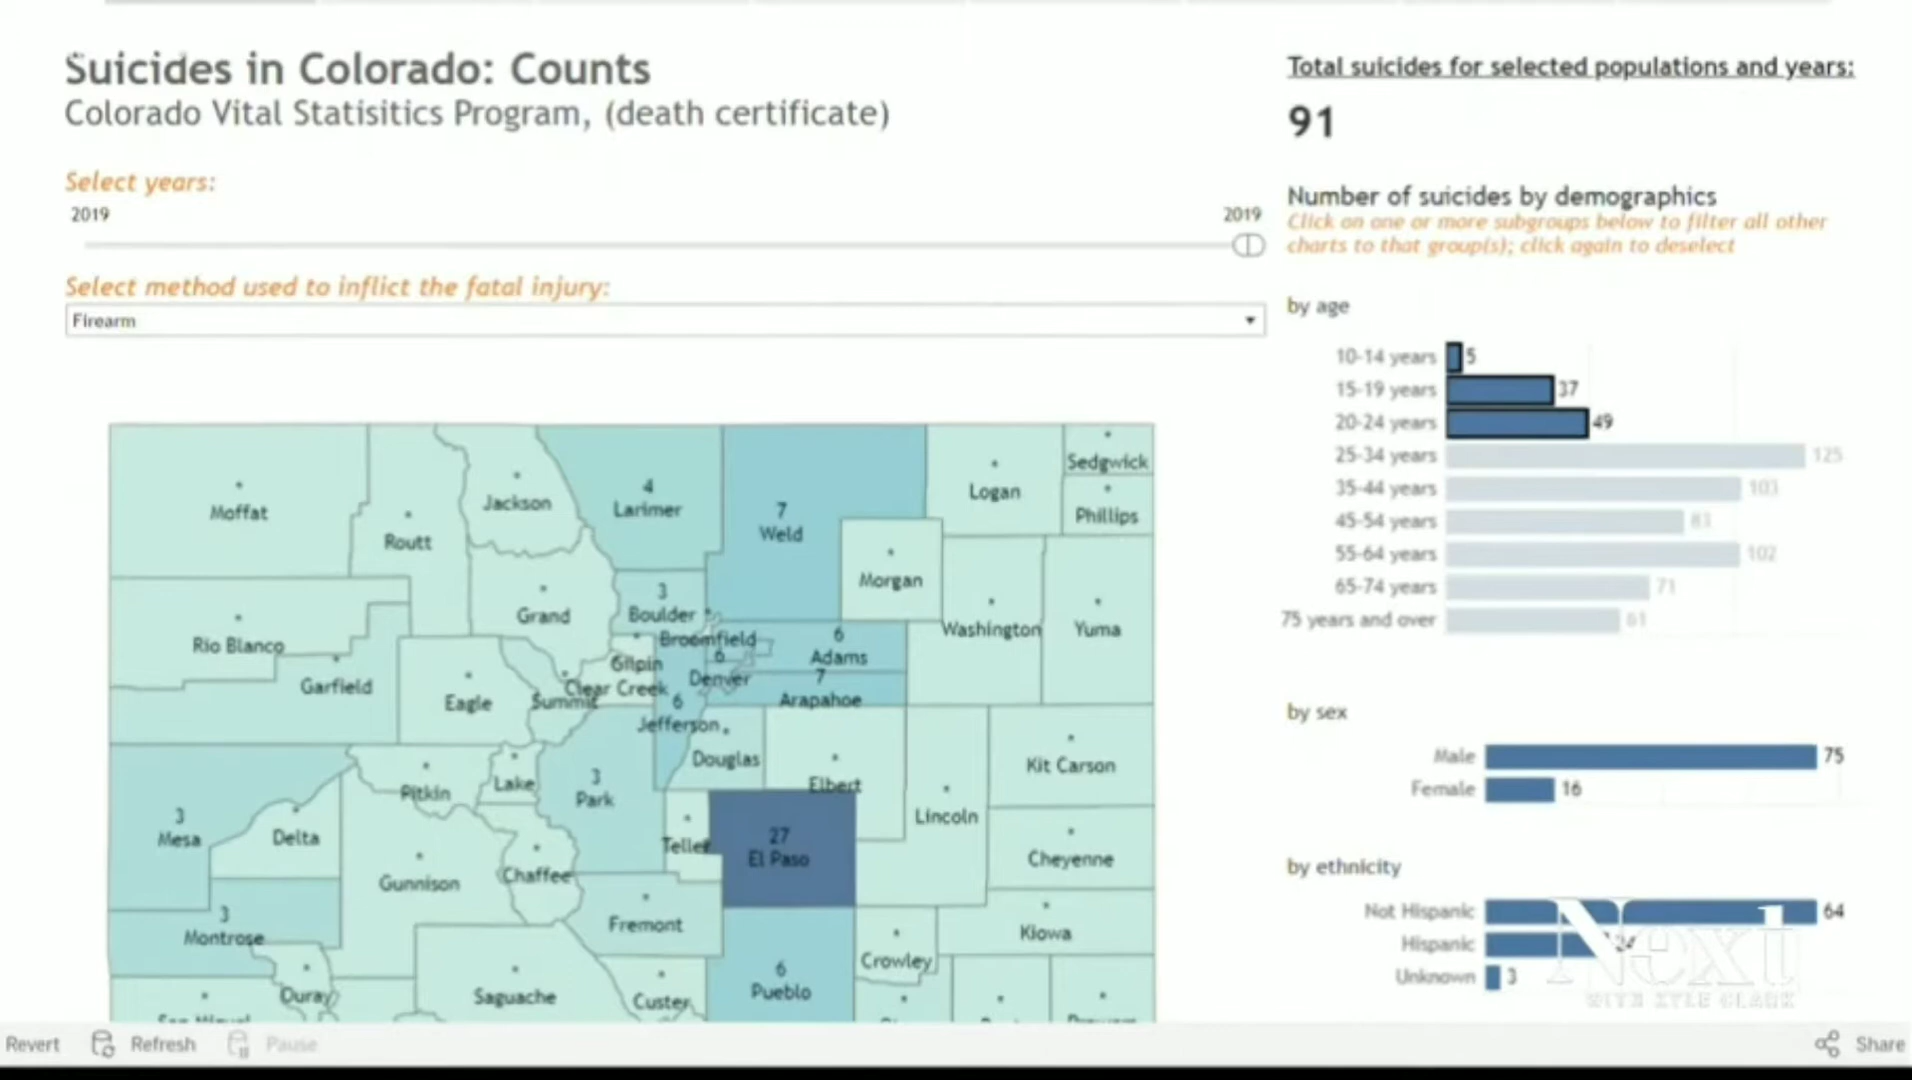 Suicides in Colorado: Counts
Colorado Vital Statisitics Program, (death certificate)
Select years:
2019
2019
Select method used to inflict the fatal injury:
Firearm
Total suicides for selected populations and years:
91
Number of suicides by demographics
Click on one or more subgroups below to filter all other
charts to that group(s); click again to deselect
by age
10-14 years 5
15-19 years 37
20-24 years 49
25-34 years 125
35-44 years 103
45-54 years
55-64 years 102
65-74 years 71
75 years and over 61
by sex
Male 75
Female 16
by ethnicity
Not Hispanic 64
Hispanic 24
Unknown 3
Moffat
Routt
Jackson
4
Larimer
7
Weld
Logan
Sedgwick
Phillips
Morgan
Washington
Yuma
Rio Blanco
Garfield
Grand
3
Boulder
Broomfield
6
Denver
6
Adams
7
Arapahoe
Gilpin
Clear Creek
Summit
Eagle
6
Jefferson
Douglas
Elbert
Kit Carson
Lincoln
Pitkin
Lake
3
Park
3
Mesa
Delta
Teller
27
El Paso
Cheyenne
Gunnison
Chaffee
3
Montrose
Fremont
Kiowa
Crowley
Ouray
Saguache
Custer
6
Pueblo
San Miguel
Next
WITH KYLE CLARK
Revert
Refresh
Pause
Share